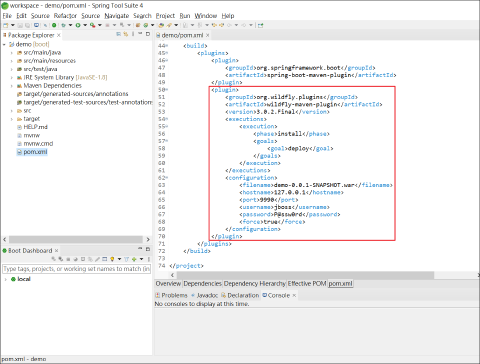 workspace - demo/pom.xml - Spring Tool Suite 4
File Edit Source Refactor Source Navigate Search Project Run Window Help
Package Explorer
demo [boot]
src/main/java
src/main/resources
src/test/java
JRE System Library [JavaSE-1.8]
Maven Dependencies
target/generated-sources/annotations
target/generated-test-sources/test-annotations
src
target
HELP.md
mvnw
mvnw.cmd
pom.xml
Boot Dashboard
Type tags, projects, or working set names to match (in
local
demo/pom.xml
44 <build>
45 <plugins>
46 <plugin>
47 <groupId>org.springframework.boot</groupId>
48 <artifactId>spring-boot-maven-plugin</artifactId>
49 </plugin>
50 <plugin>
51 <groupId>org.wildfly.plugins</groupId>
52 <artifactId>wildfly-maven-plugin</artifactId>
53 <version>3.0.2.Final</version>
54 <executions>
55 <execution>
56 <phase>install</phase>
57 <goals>
58 <goal>deploy</goal>
59 </goals>
60 </execution>
61 </executions>
62 <configuration>
63 <filename>demo-0.0.1-SNAPSHOT.war</filename>
64 <hostname>127.0.0.1</hostname>
65 <port>9990</port>
66 <username>jboss</username>
67 <password>P@ssw0rd</password>
68 <force>true</force>
69 </configuration>
70 </plugin>
71 </plugins>
72 </build>
73
74 </project>
Overview Dependencies Dependency Hierarchy Effective POM pom.xml
Problems Javadoc Declaration Console
No consoles to display at this time.
pom.xml - demo